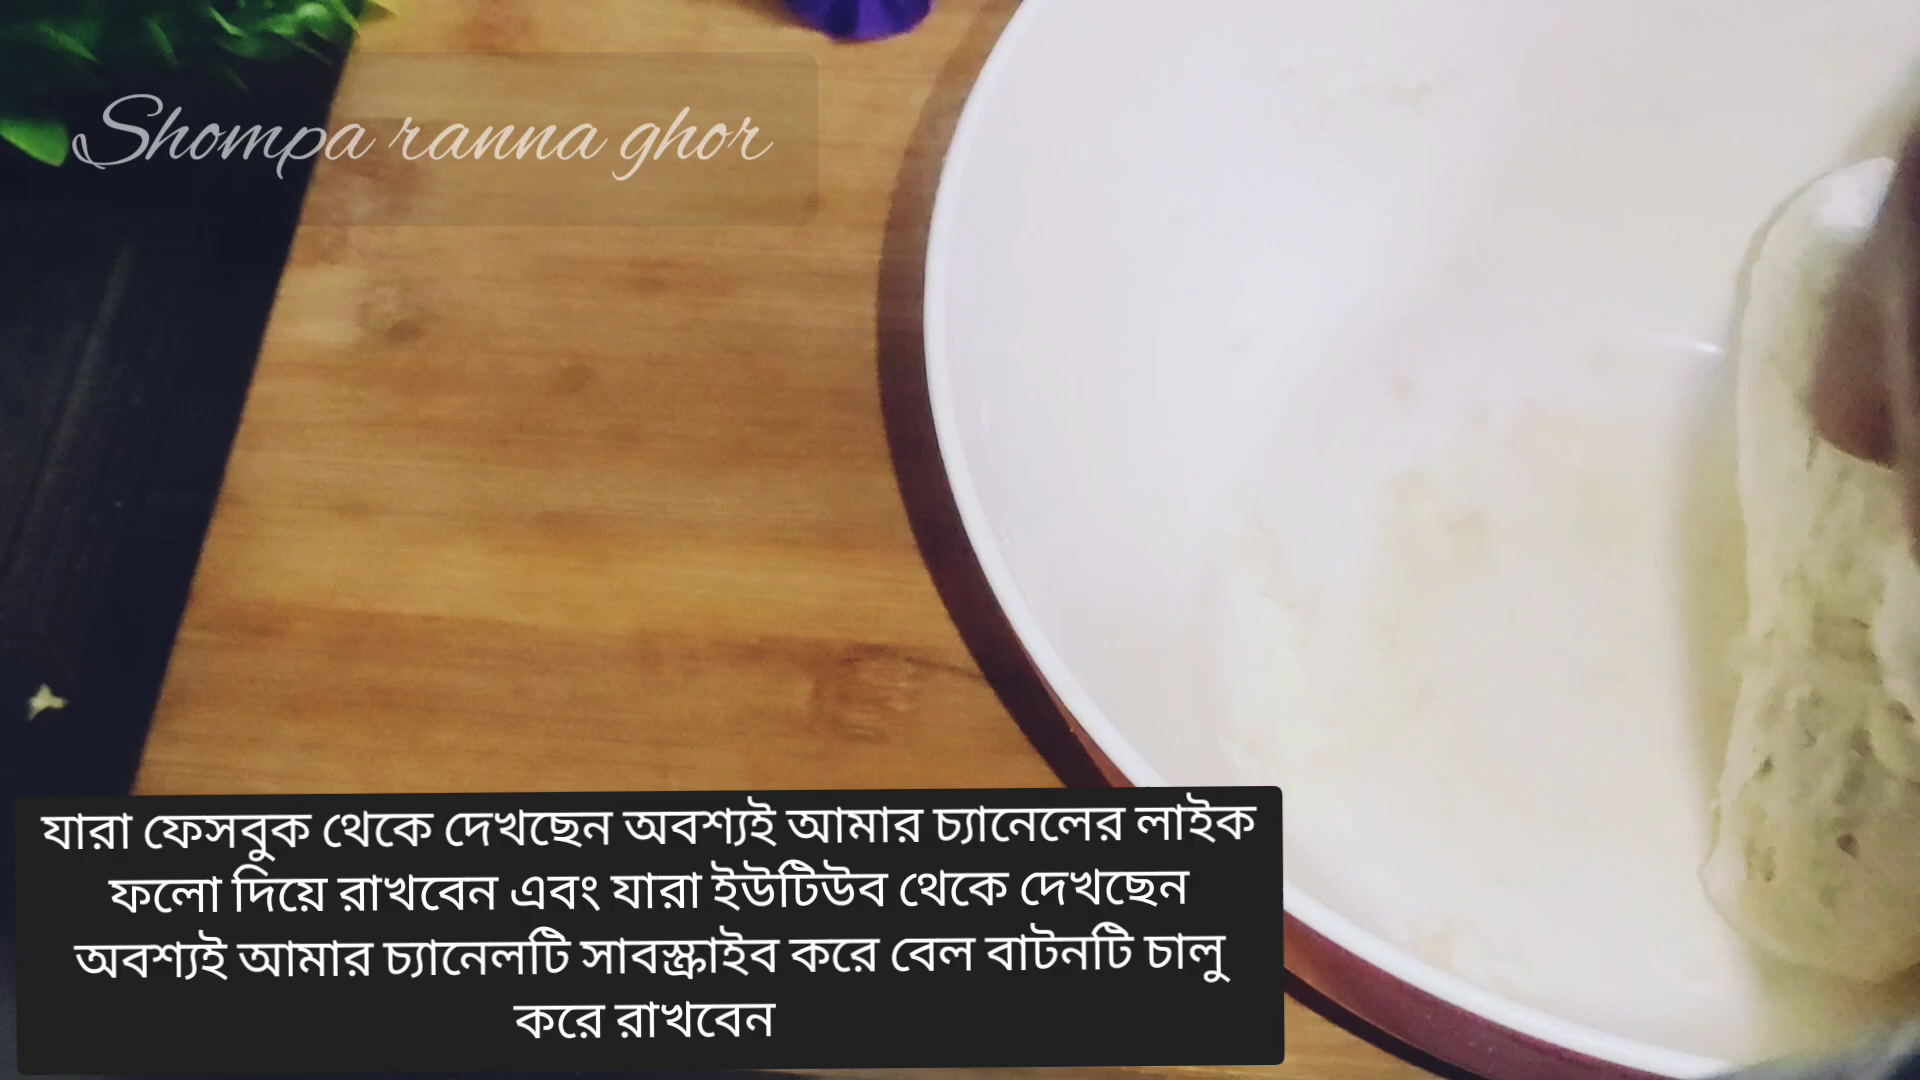 Shompa ranna ghor
যারা ফেসবুক থেকে দেখছেন অবশ্যই আমার চ্যানেলের লাইক
ফলো দিয়ে রাখবেন এবং যারা ইউটিউব থেকে দেখছেন
অবশ্যই আমার চ্যানেলটি সাবস্ক্রাইব করে বেল বাটনটি চালু
করে রাখবেন